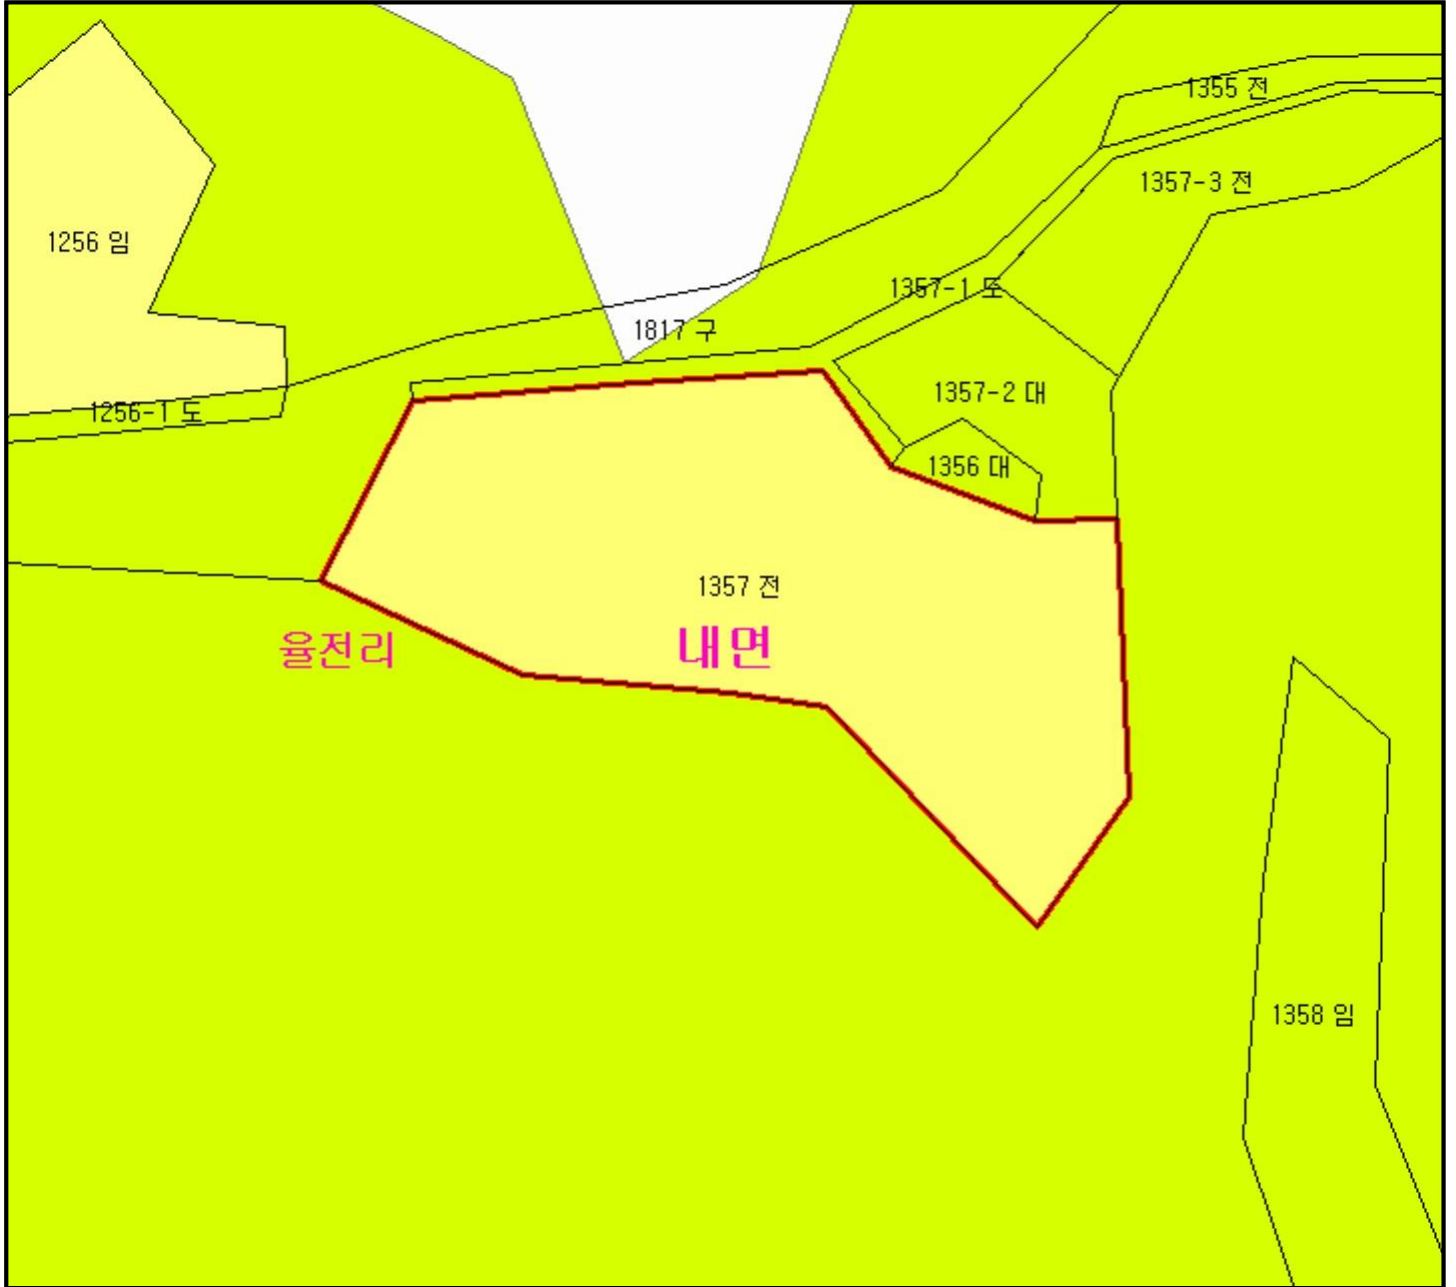 1355 전
1357-3 전
1256 임
1357-1 도
1817 구
1357-2 대
1256-1 도
1356 대
1357 전
율전리
내면
1358 임